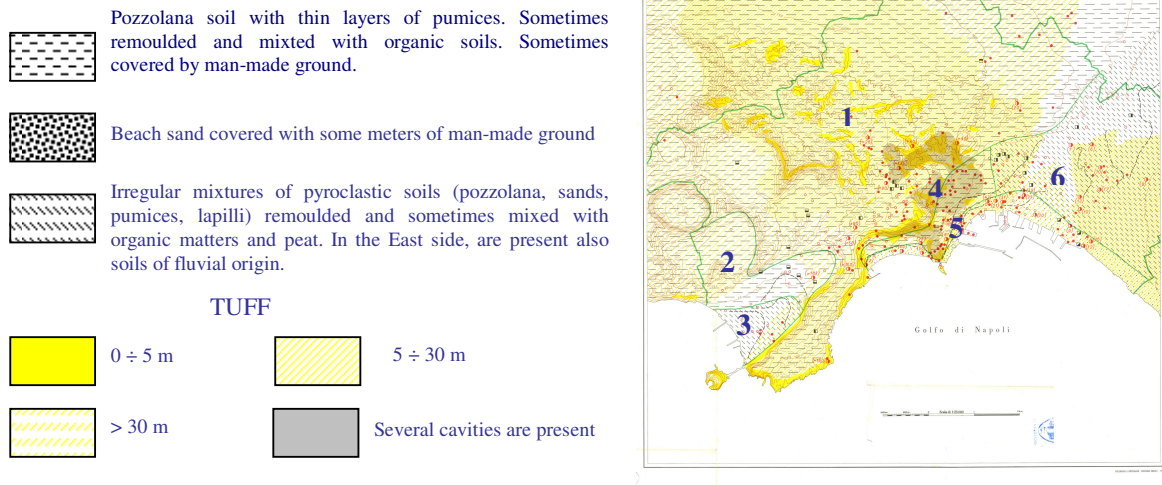 Pozzolana soil with thin layers of pumices. Sometimes
remoulded and mixted with organic soils. Sometimes
covered by man-made ground.
Beach sand covered with some meters of man-made ground
Irregular mixtures of pyroclastic soils (pozzolana, sands,
pumices, lapilli) remoulded and sometimes mixed with
organic matters and peat. In the East side, are present also
soils of fluvial origin.
TUFF
0 ÷ 5 m
5 ÷ 30 m
> 30 m
Several cavities are present
1
6
4
5
2
3
Golfo di Napoli